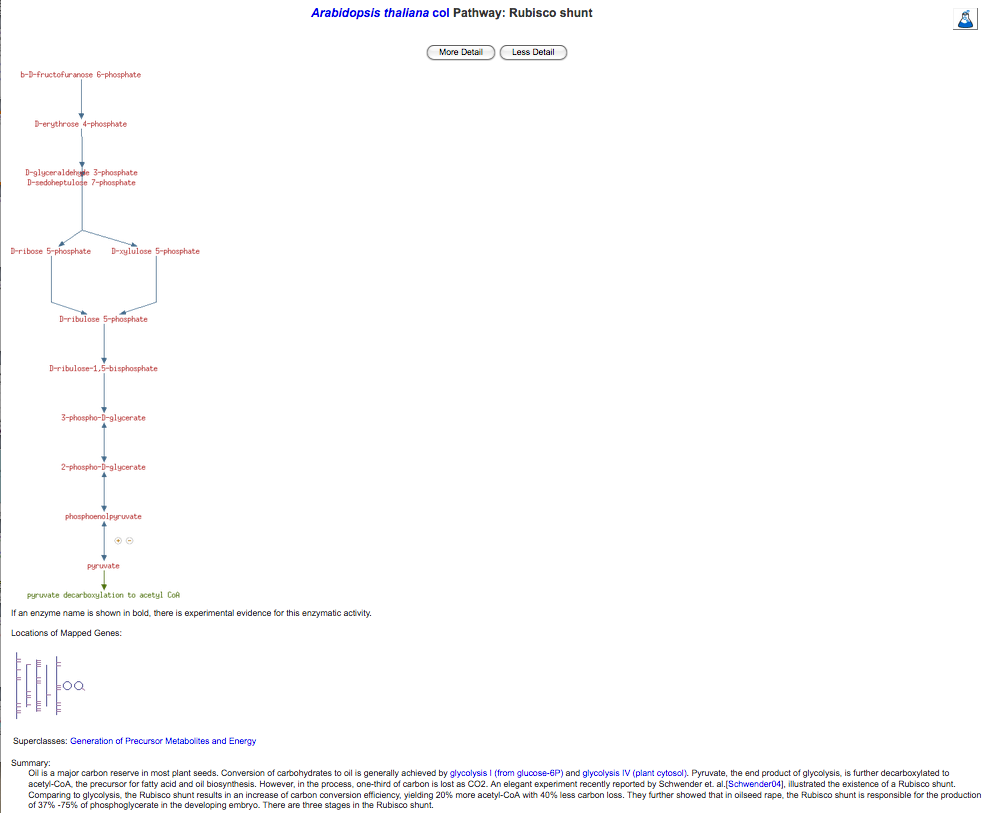 Arabidopsis thaliana col Pathway: Rubisco shunt
More Detail
Less Detail
b-D-fructofuranose 6-phosphate
D-erythrose 4-phosphate
D-glyceraldehyde 3-phosphate
D-sedoheptulose 7-phosphate
D-ribose 5-phosphate
D-xylulose 5-phosphate
D-ribulose 5-phosphate
D-ribulose-1,5-bisphosphate
3-phospho-D-glycerate
2-phospho-D-glycerate
phosphoenolpyruvate
pyruvate
pyruvate decarboxylation to acetyl CoA
If an enzyme name is shown in bold, there is experimental evidence for this enzymatic activity.
Locations of Mapped Genes:
Superclasses: Generation of Precursor Metabolites and Energy
Summary:
Oil is a major carbon reserve in most plant seeds. Conversion of carbohydrates to oil is generally achieved by glycolysis I (from glucose-6P) and glycolysis IV (plant cytosol). Pyruvate, the end product of glycolysis, is further decarboxylated to
acetyl-CoA, the precursor for fatty acid and oil biosynthesis. However, in the process, one-third of carbon is lost as CO2. An elegant experiment recently reported by Schwender et. al.[Schwender04], illustrated the existence of a Rubisco shunt.
Comparing to glycolysis, the Rubisco shunt results in an increase of carbon conversion efficiency, yielding 20% more acetyl-CoA with 40% less carbon loss. They further showed that in oilseed rape, the Rubisco shunt is responsible for the production
of 37% -75% of phosphoglycerate in the developing embryo. There are three stages in the Rubisco shunt.